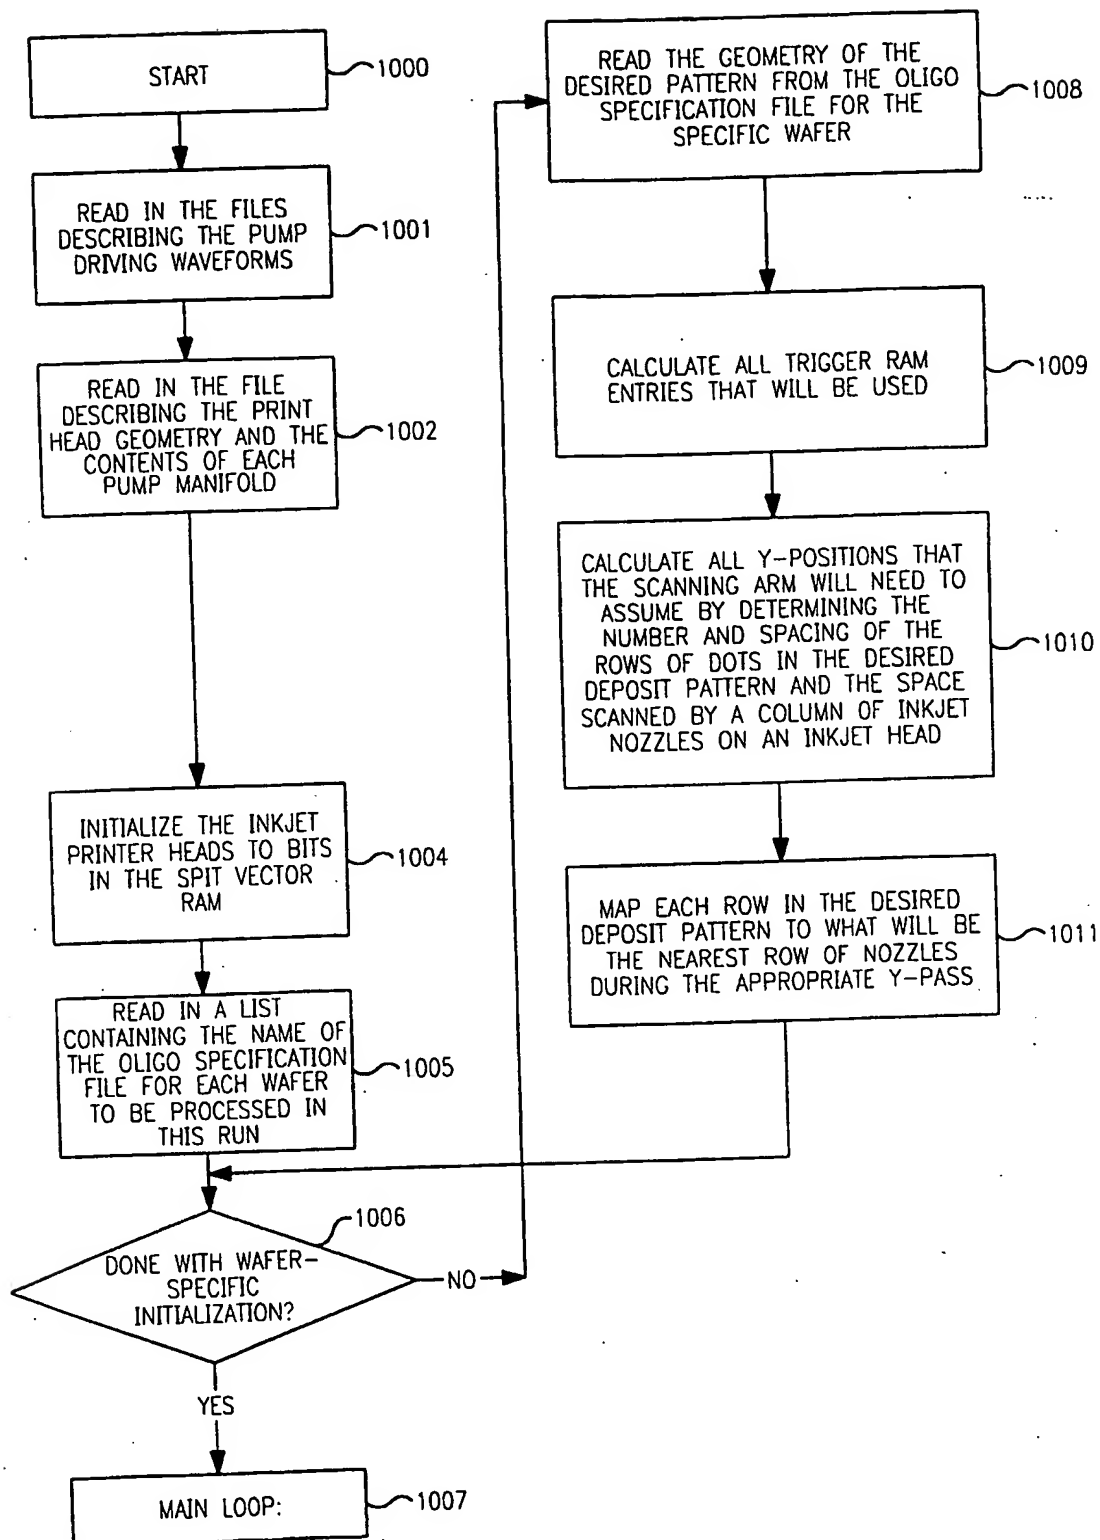 START
1000
READ IN THE FILES
DESCRIBING THE PUMP
DRIVING WAVEFORMS
1001
READ IN THE FILE
DESCRIBING THE PRINT
HEAD GEOMETRY AND THE
CONTENTS OF EACH
PUMP MANIFOLD
1002
INITIALIZE THE INKJET
PRINTER HEADS TO BITS
IN THE SPIT VECTOR
RAM
1004
READ IN A LIST
CONTAINING THE NAME OF
THE OLIGO SPECIFICATION
FILE FOR EACH WAFER
TO BE PROCESSED IN
THIS RUN
1005
1006
DONE WITH WAFER-
SPECIFIC
INITIALIZATION?
NO
YES
MAIN LOOP:
1007
READ THE GEOMETRY OF THE
DESIRED PATTERN FROM THE OLIGO
SPECIFICATION FILE FOR THE
SPECIFIC WAFER
1008
CALCULATE ALL TRIGGER RAM
ENTRIES THAT WILL BE USED
1009
CALCULATE ALL Y-POSITIONS THAT
THE SCANNING ARM WILL NEED TO
ASSUME BY DETERMINING THE
NUMBER AND SPACING OF THE
ROWS OF DOTS IN THE DESIRED
DEPOSIT PATTERN AND THE SPACE
SCANNED BY A COLUMN OF INKJET
NOZZLES ON AN INKJET HEAD
1010
MAP EACH ROW IN THE DESIRED
DEPOSIT PATTERN TO WHAT WILL BE
THE NEAREST ROW OF NOZZLES
DURING THE APPROPRIATE Y-PASS
1011